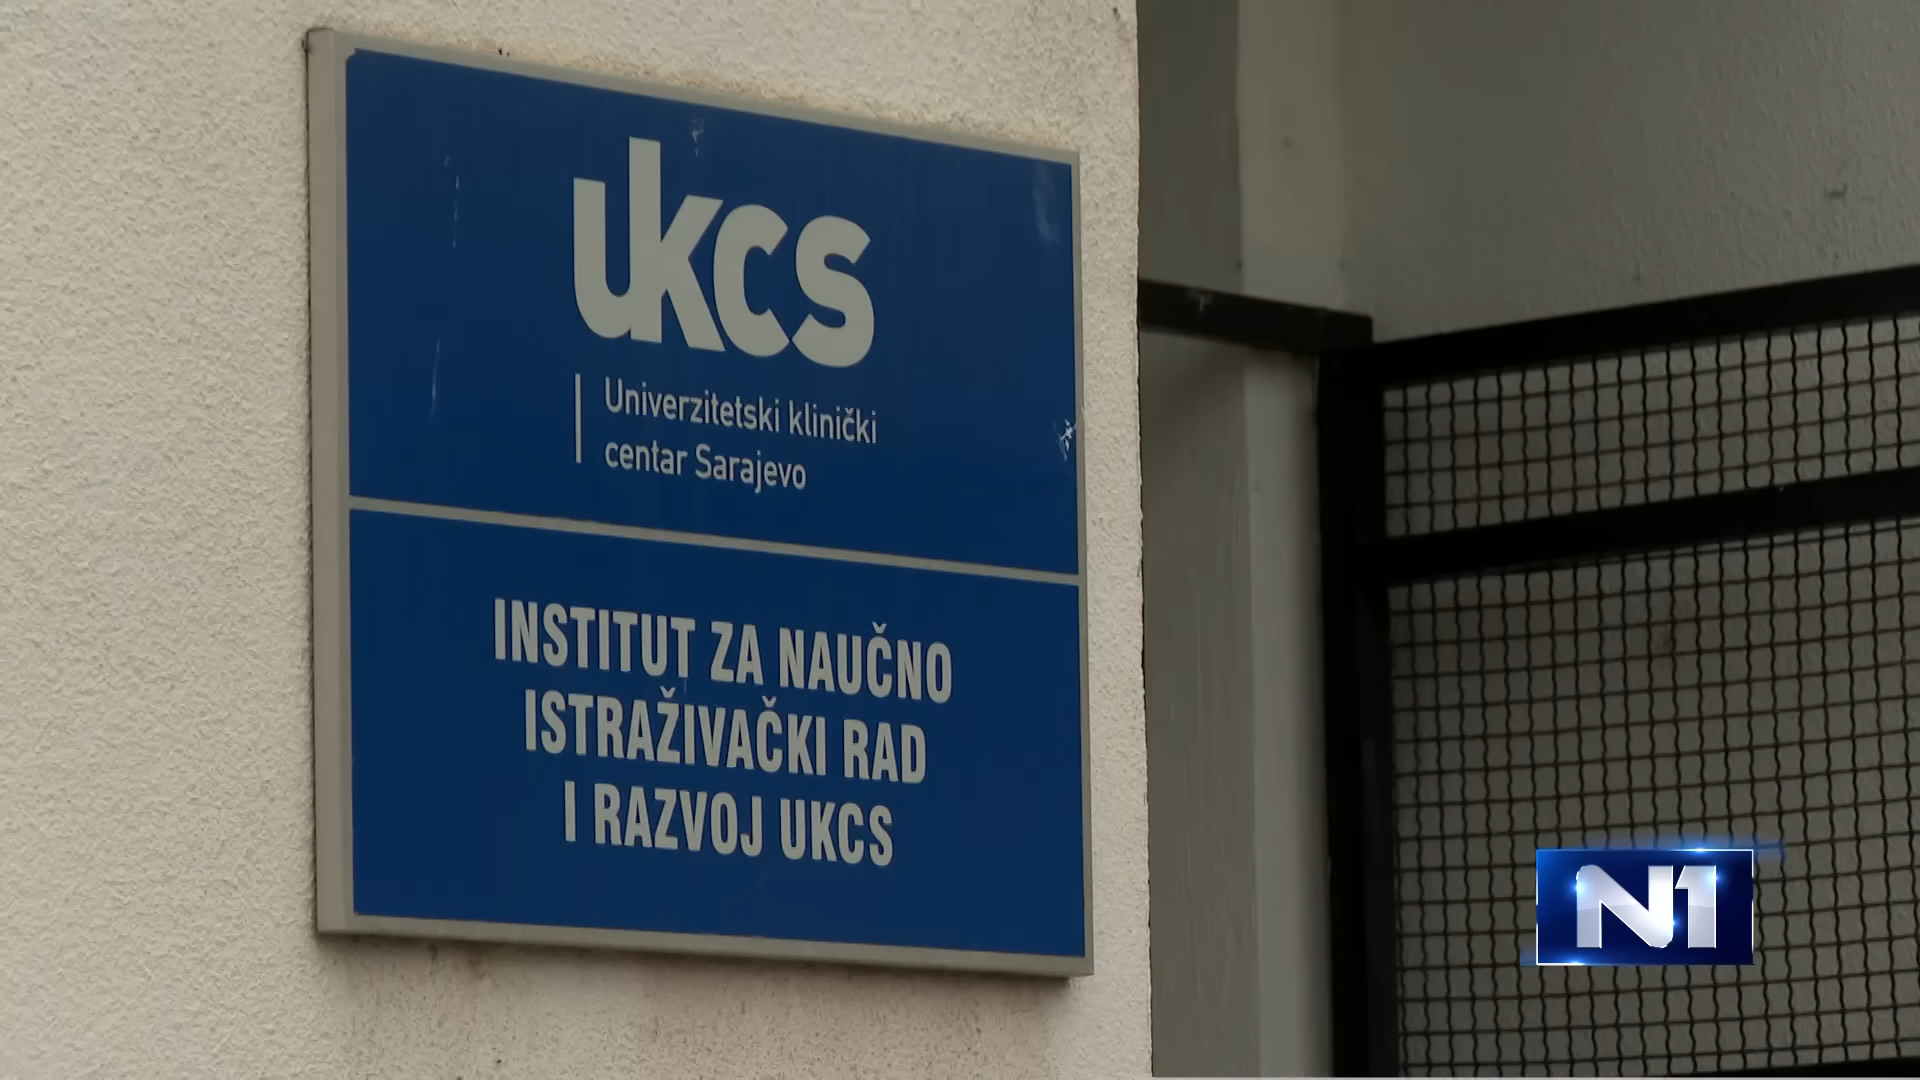 ukcs
Univerzitetski klinički
centar Sarajevo
INSTITUT ZA NAUČNO
ISTRAŽIVAČKI RAD
I RAZVOJ UKCS
N1